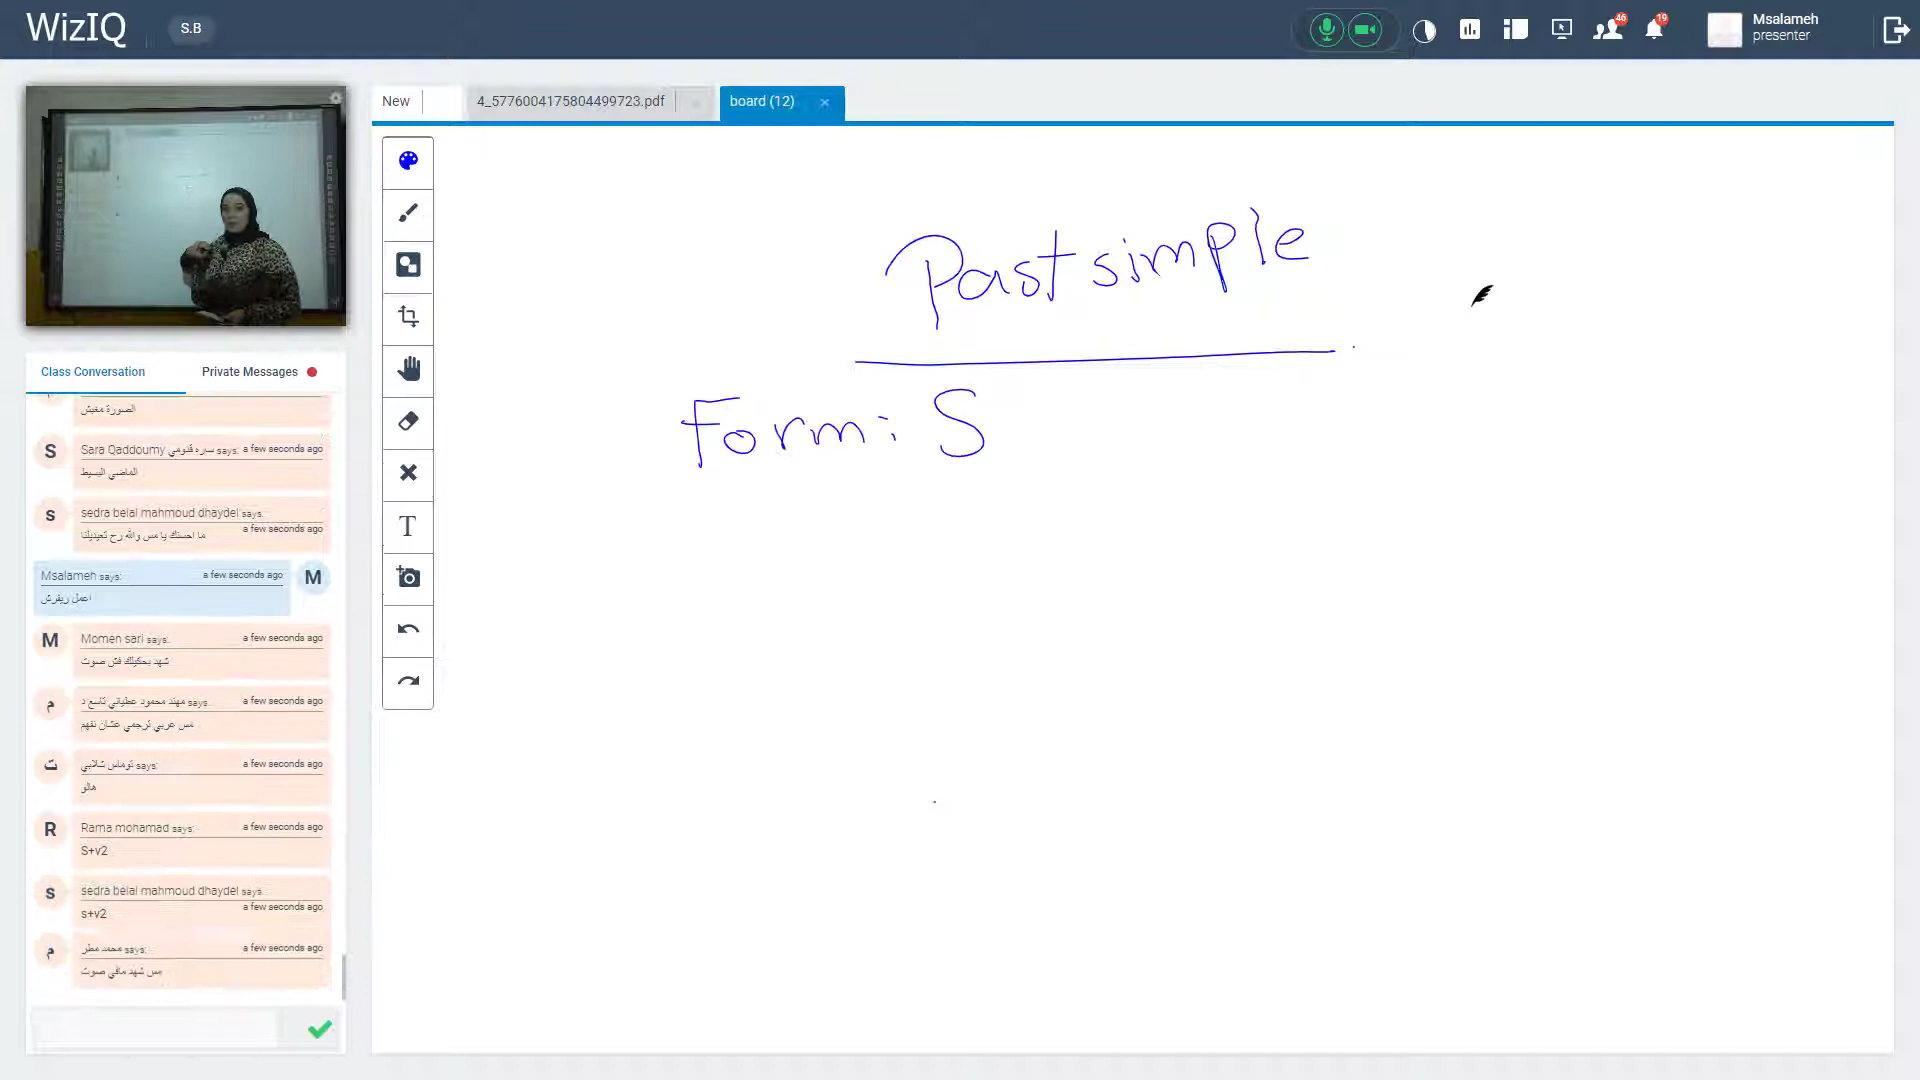 WizIQ
S.B
46
19
Msalameh
presenter
New
4_5776004175804499723.pdf
board (12)
Past simple
Form: S
T
Class Conversation
Private Messages
الصورة مغبش
S
Sara Qaddoumy ساره قدومي says:
a few seconds ago
الماضي البسيط
s
sedra belal mahmoud dhaydel says:
a few seconds ago
ما احسنك يا مس والله رح تعيديلنا
Msalameh says:
a few seconds ago
M
اعمل ريفرش
M
Momen sari says:
a few seconds ago
شهد بحكيلك فش صوت
م
مهند محمود عطياني تاسع د says:
a few seconds ago
مس عربي ترجمي عشان نفهم
ت
توماس شلابي says:
a few seconds ago
هالو
R
Rama mohamad says:
a few seconds ago
S+v2
s
sedra belal mahmoud dhaydel says:
a few seconds ago
s+v2
م
محمد مطر says:
a few seconds ago
مس شهد مافي صوت